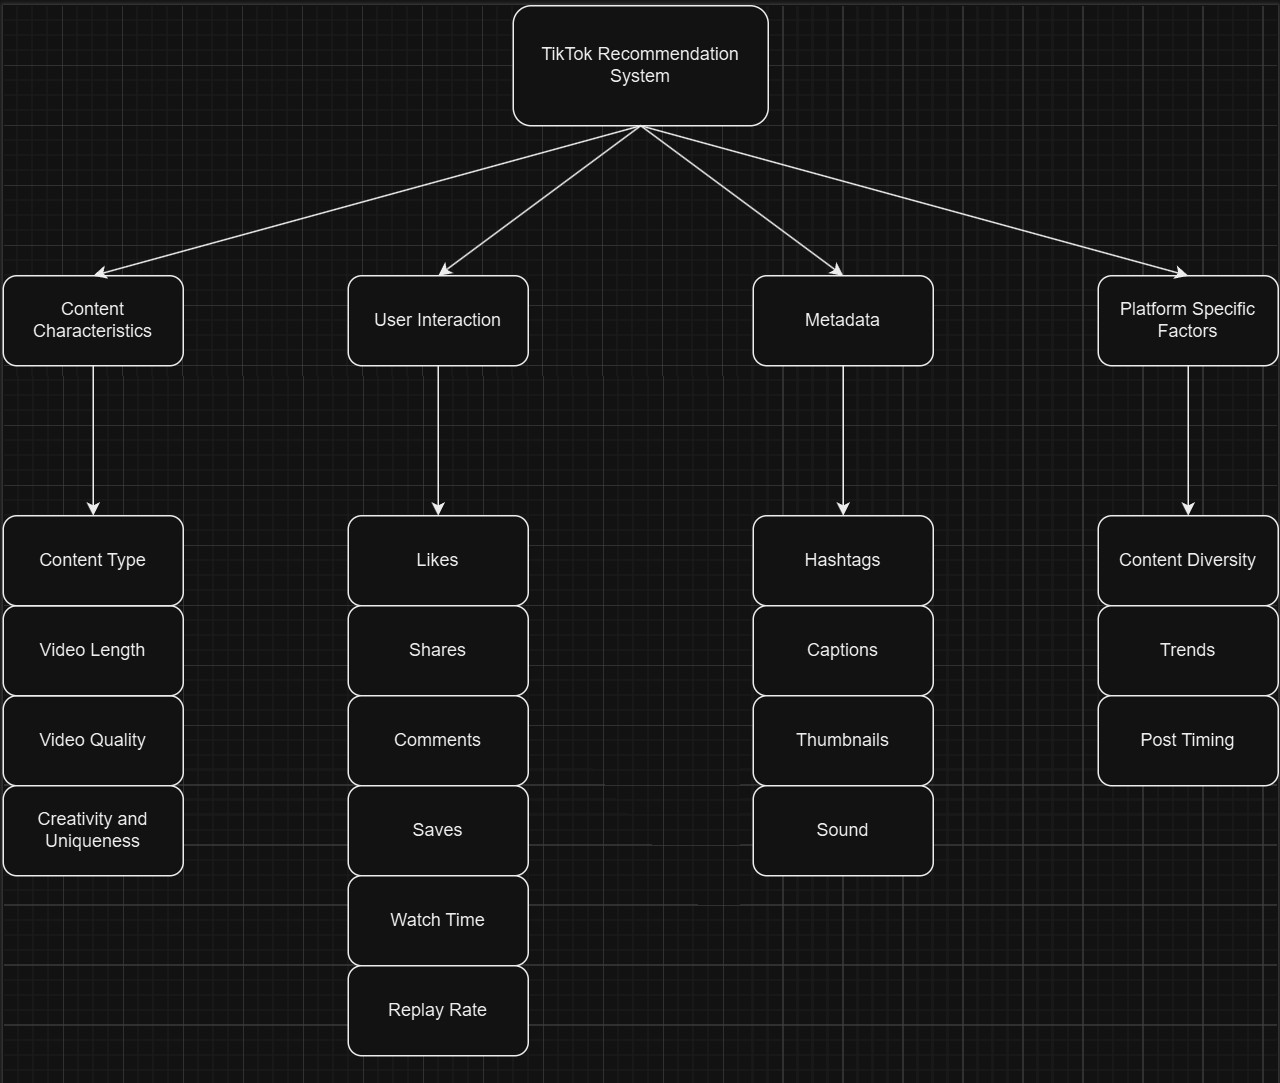 TikTok Recommendation
System
Content
Characteristics
User Interaction
Metadata
Platform Specific
Factors
Content Type
Video Length
Video Quality
Creativity and
Uniqueness
Likes
Shares
Comments
Saves
Watch Time
Replay Rate
Hashtags
Captions
Thumbnails
Sound
Content Diversity
Trends
Post Timing